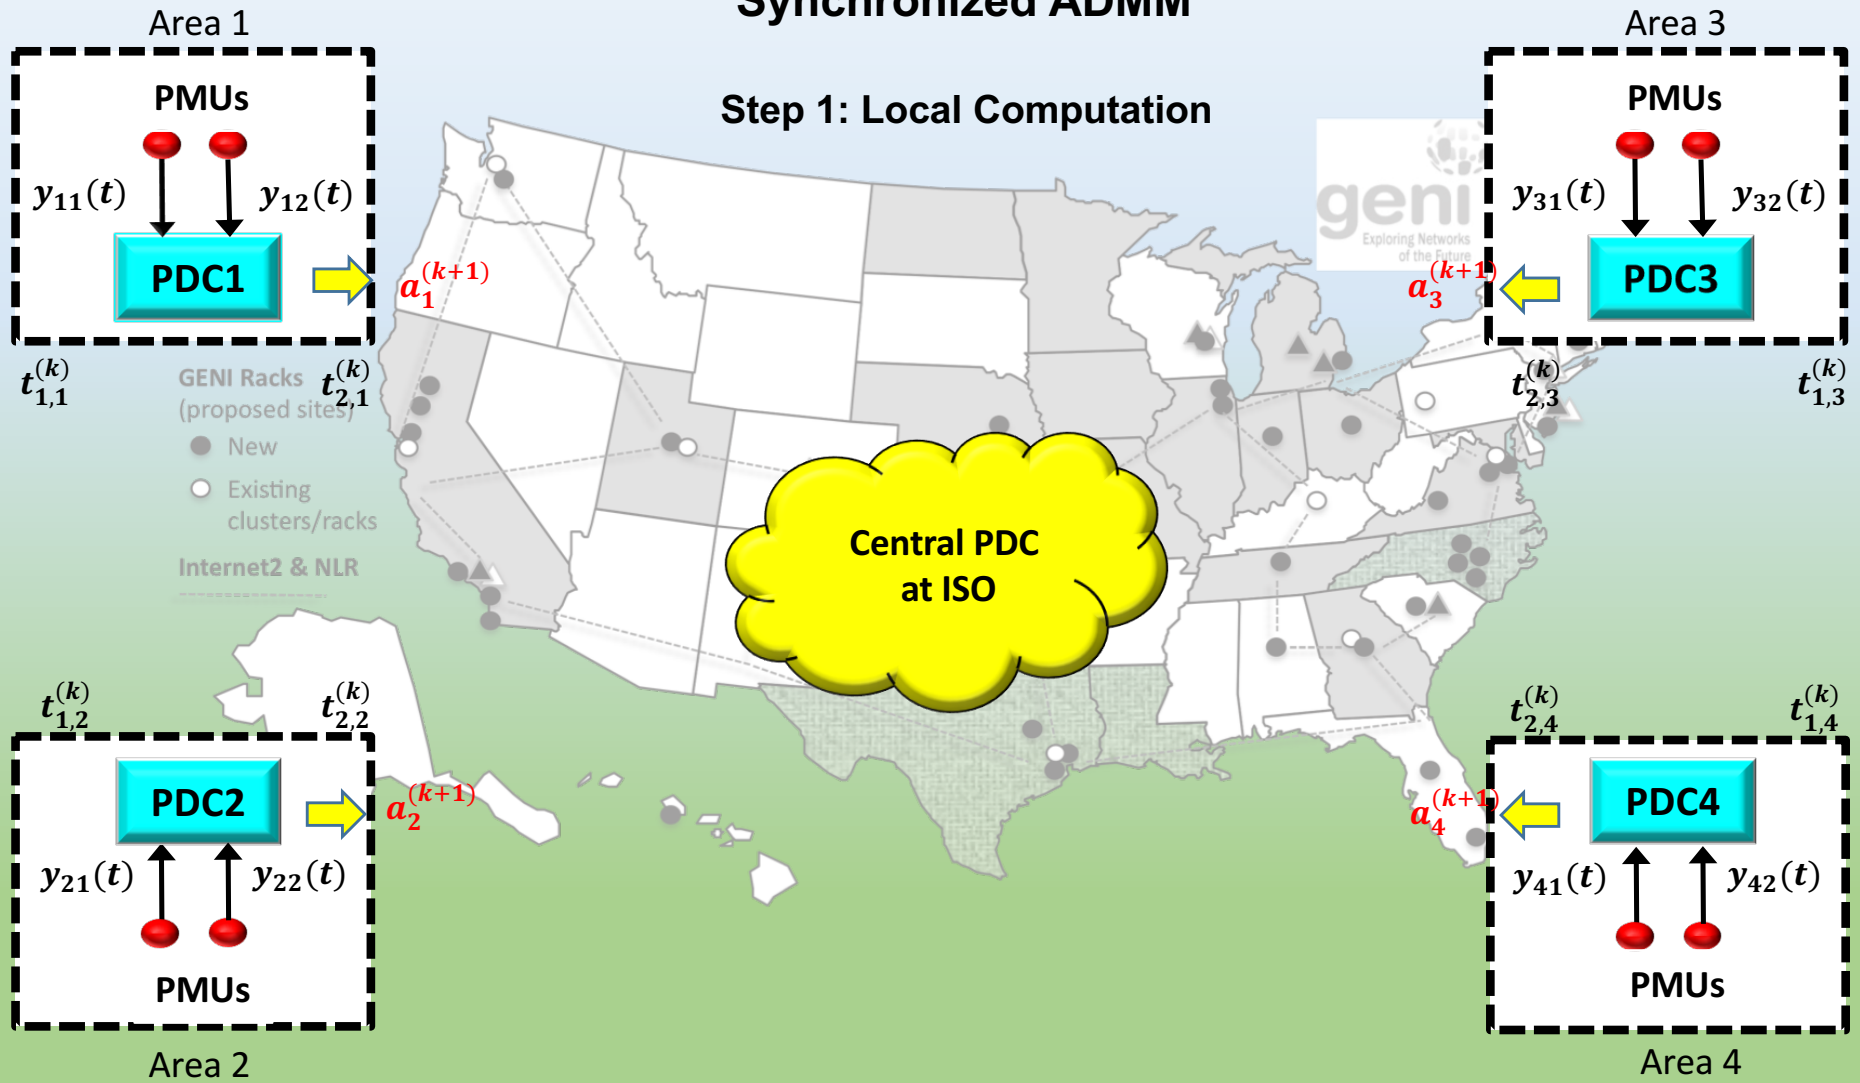 Synchronized ADMM
Step 1: Local Computation
Area 1
PMUs
y₁₁(t)
y₁₂(t)
PDC1
a₁^(k+1)
t₁,₁^(k)
t₂,₁^(k)
Area 3
PMUs
y₃₁(t)
y₃₂(t)
PDC3
a₃^(k+1)
t₂,₃^(k)
t₁,₃^(k)
geni
Exploring Networks
of the Future
GENI Racks
(proposed sites)
New
Existing
clusters/racks
Internet2 & NLR
Central PDC
at ISO
t₁,₂^(k)
t₂,₂^(k)
PDC2
a₂^(k+1)
y₂₁(t)
y₂₂(t)
PMUs
Area 2
t₂,₄^(k)
t₁,₄^(k)
PDC4
a₄^(k+1)
y₄₁(t)
y₄₂(t)
PMUs
Area 4